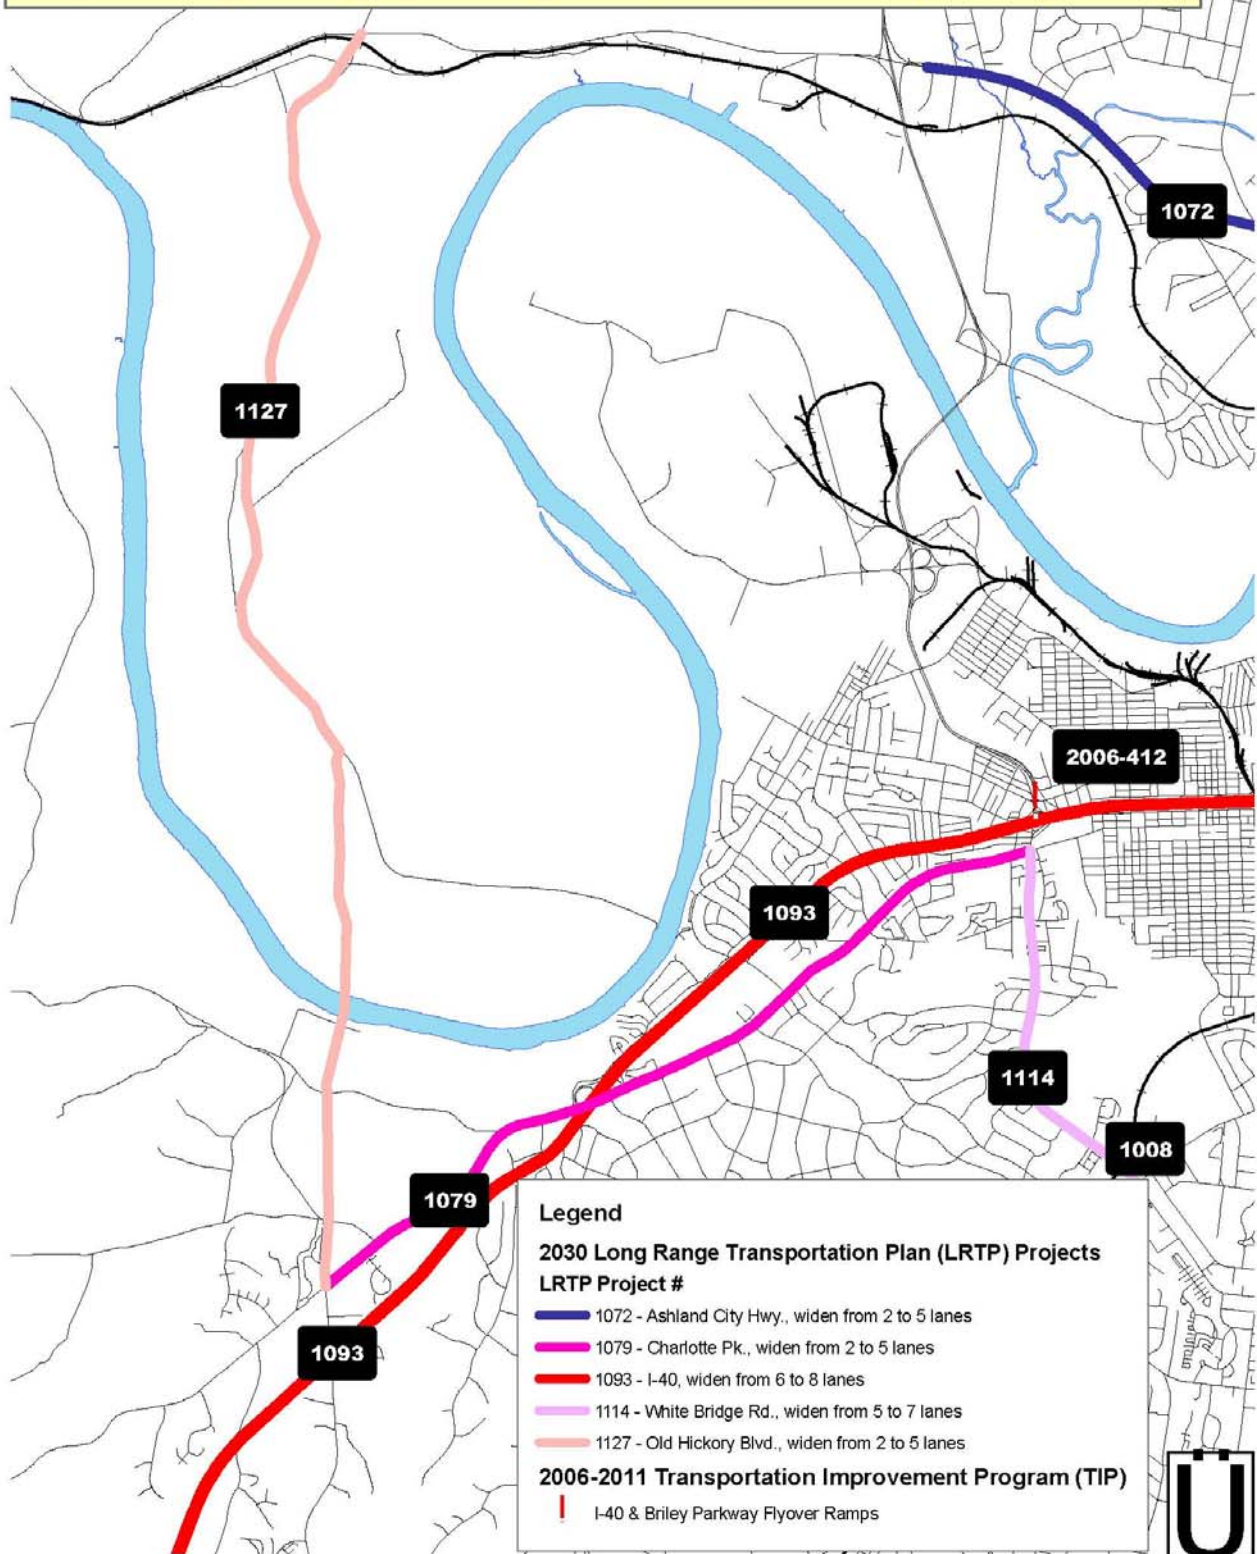 1072
1127
2006-412
1093
1114
1008
1079
1093
Legend
2030 Long Range Transportation Plan (LRTP) Projects
LRTP Project #
1072 - Ashland City Hwy., widen from 2 to 5 lanes
1079 - Charlotte Pk., widen from 2 to 5 lanes
1093 - I-40, widen from 6 to 8 lanes
1114 - White Bridge Rd., widen from 5 to 7 lanes
1127 - Old Hickory Blvd., widen from 2 to 5 lanes
2006-2011 Transportation Improvement Program (TIP)
I-40 & Briley Parkway Flyover Ramps